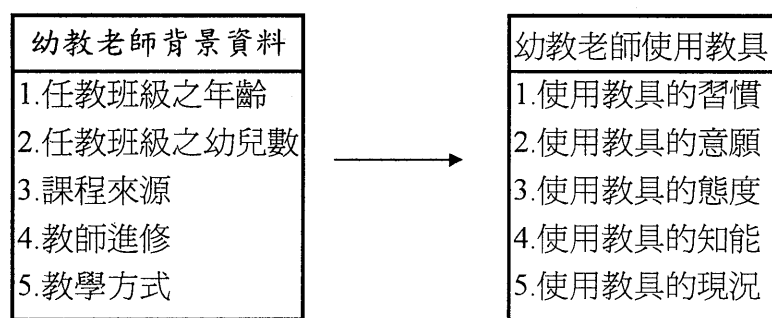 幼教老師背景資料
1.任教班級之年齡
2.任教班級之幼兒數
3.課程來源
4.教師進修
5.教學方式
幼教老師使用教具
1.使用教具的習慣
2.使用教具的意願
3.使用教具的態度
4.使用教具的知能
5.使用教具的現況